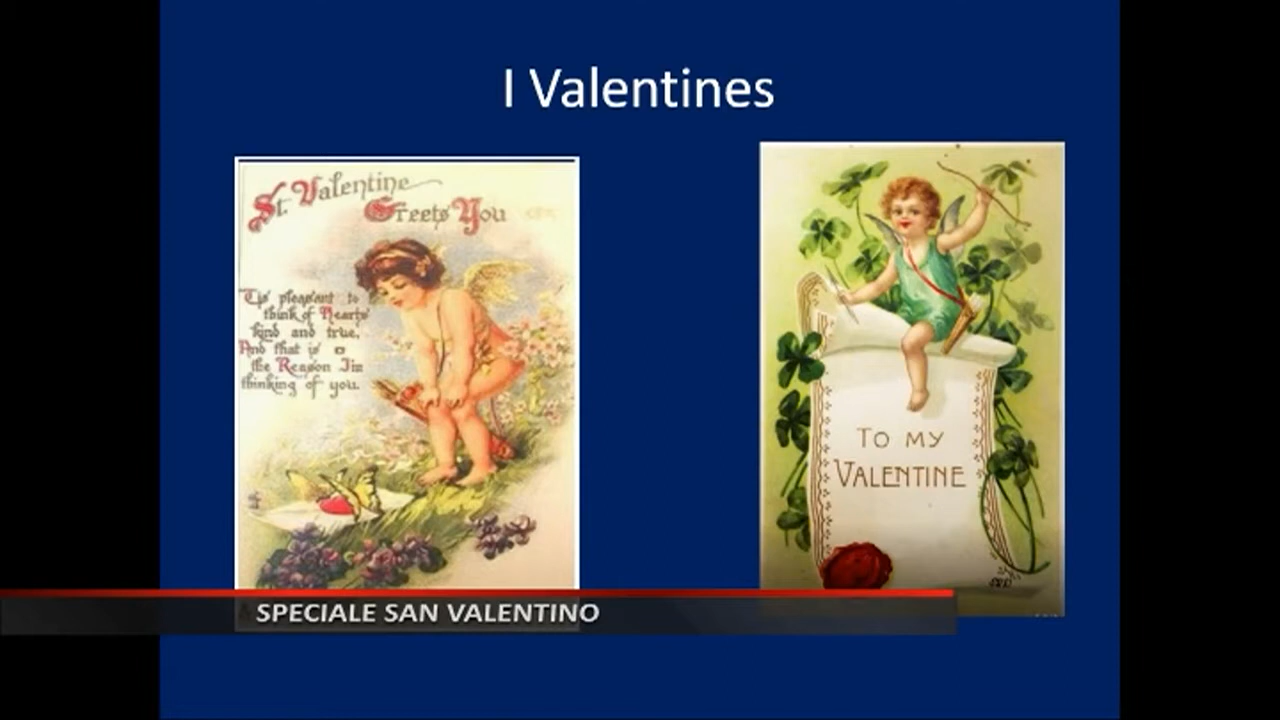 I Valentines
St. Valentine
Greets You
'Tis pleasant to
think of Hearts
kind and true,
And that is
the Reason I'm
thinking of you.
TO MY
VALENTINE
SPECIALE SAN VALENTINO